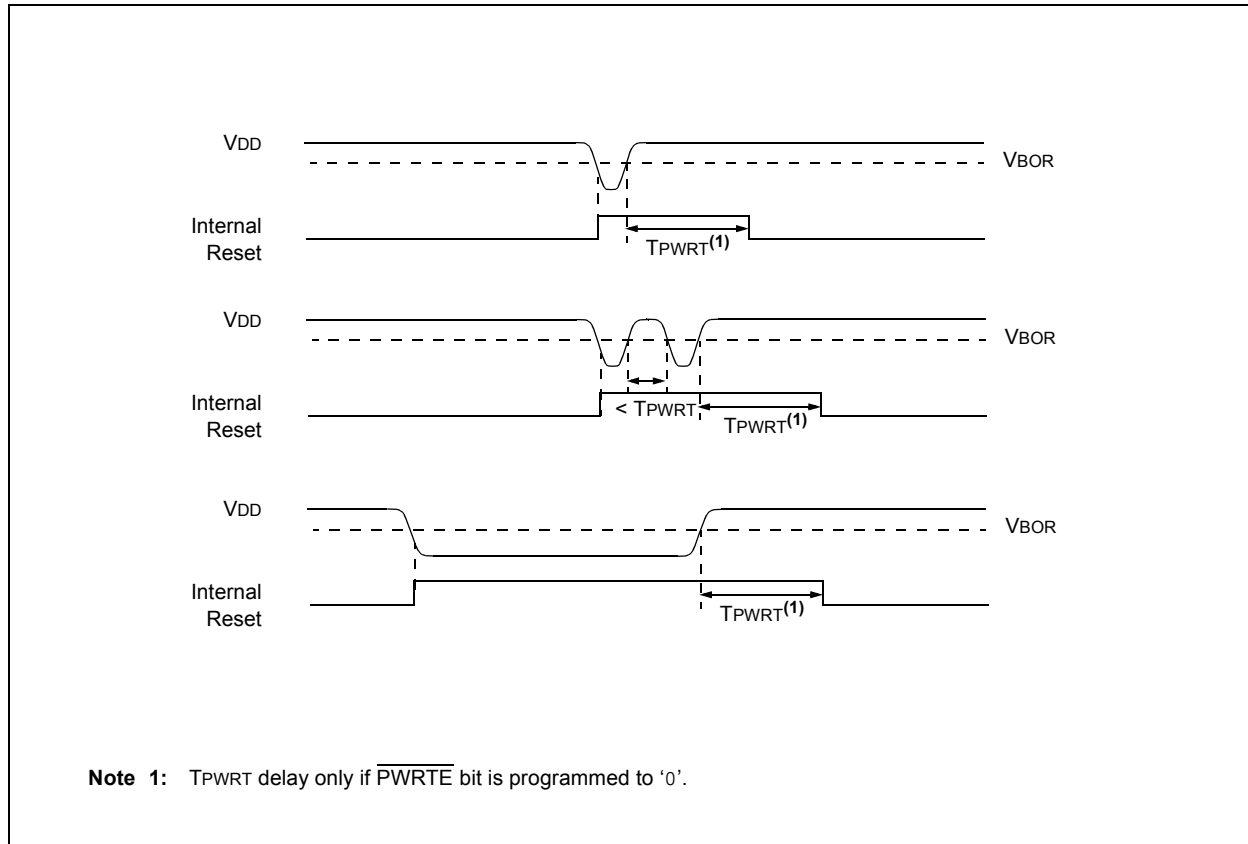 VDD
VBOR
Internal
Reset
TPWRT(1)
VDD
VBOR
Internal
Reset
< TPWRT
TPWRT(1)
VDD
VBOR
Internal
Reset
TPWRT(1)
Note 1: TPWRT delay only if PWRTE bit is programmed to ‘0’.